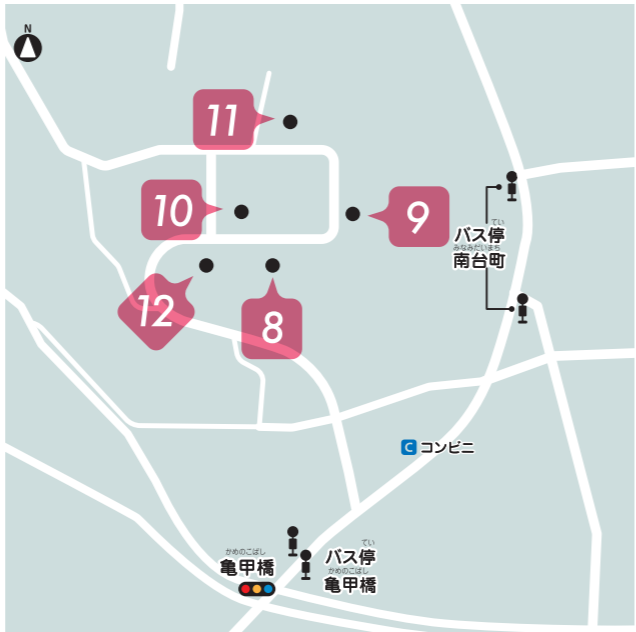 N
11
10
9
12
8
てい
バス停
みなみだいまち
南台町
C コンビニ
かめのこばし
亀甲橋
てい
バス停
かめのこばし
亀甲橋